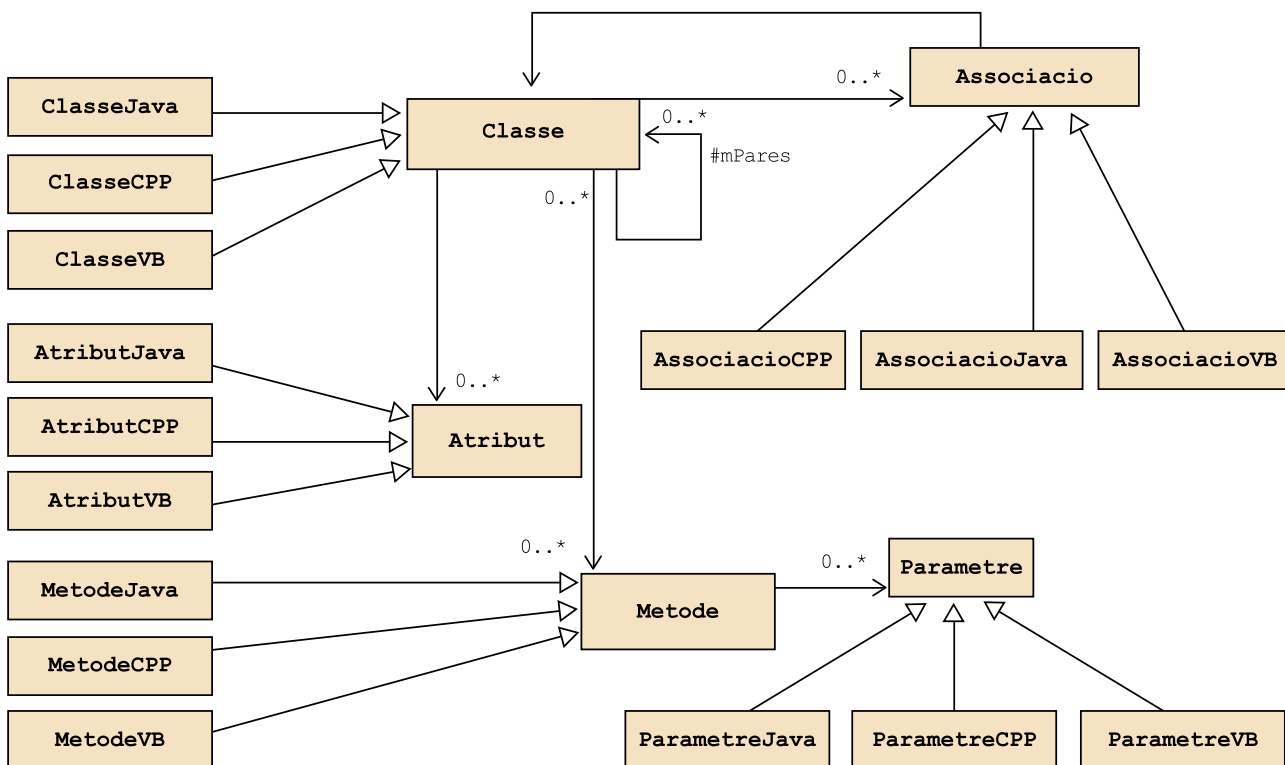 0..*
Associacio
ClasseJava
Classe
0..*
#mPares
ClasseCPP
0..*
ClasseVB
AtributJava
AssociacioCPP
AssociacioJava
AssociacioVB
0..*
AtributCPP
Atribut
AtributVB
0..*
0..*
Parametre
MetodeJava
Metode
MetodeCPP
MetodeVB
ParametreJava
ParametreCPP
ParametreVB